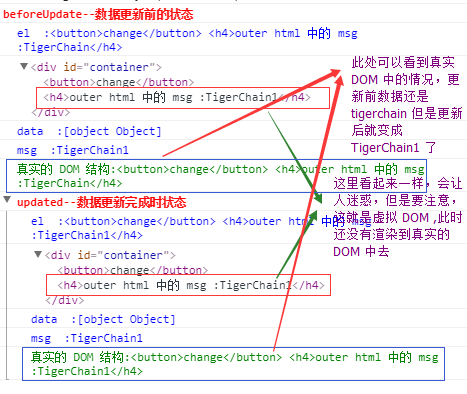 beforeUpdate--数据更新前的状态
el  :<button>change</button> <h4>outer html 中的 msg
:TigerChain</h4>
▼<div id="container">
<button>change</button>
<h4>outer html 中的 msg :TigerChain1</h4>
</div>
data  :[object Object]
msg  :TigerChain1
真实的 DOM 结构:<button>change</button> <h4>outer html 中的 msg
:TigerChain</h4>
此处可以看到真实
DOM 中的情况，更
新前数据还是
tigerchain 但是更新
后就变成
TigerChain1 了
▼ updated--数据更新完成时状态
el  :<button>change</button> <h4>outer html 中的 msg
:TigerChain1</h4>
▼<div id="container">
<button>change</button>
<h4>outer html 中的 msg :TigerChain1</h4>
</div>
data  :[object Object]
msg  :TigerChain1
真实的 DOM 结构:<button>change</button> <h4>outer html 中的 msg
:TigerChain1</h4>
这里看起来一样，会让
人迷惑，但是要注意，
这就是虚拟 DOM ,此时
还没有渲染到真实的
DOM 中去